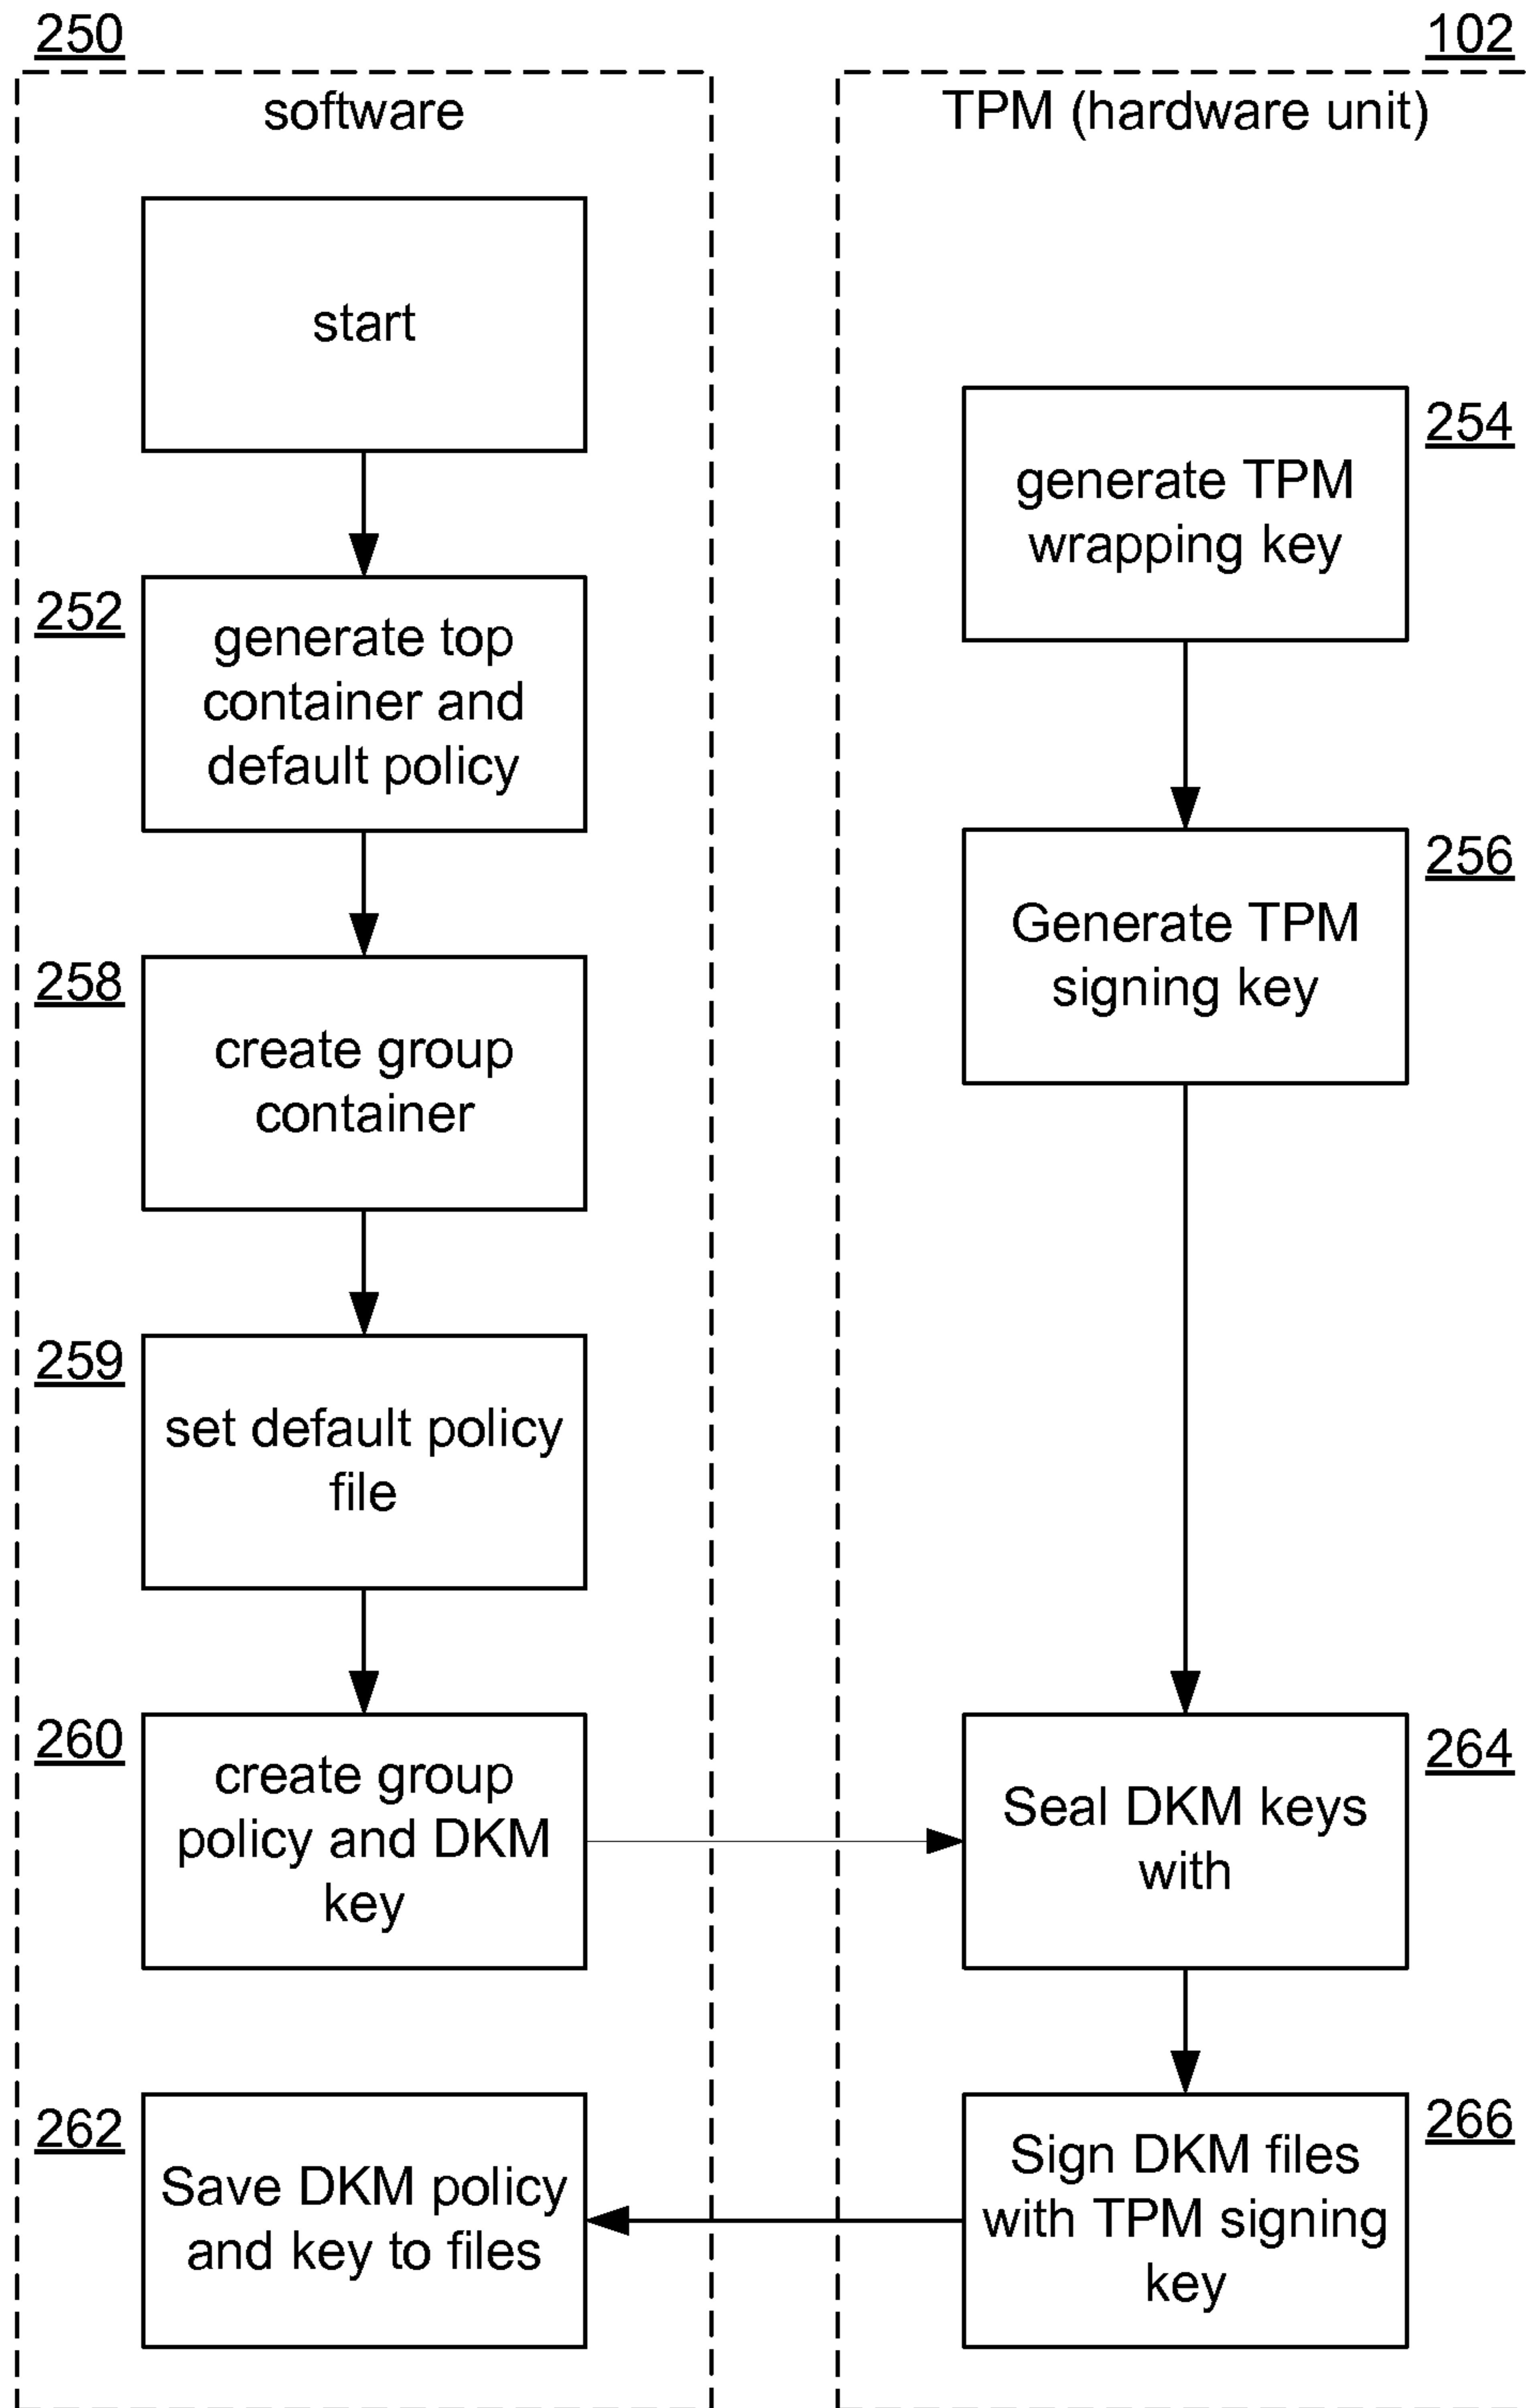 250
software
start
252
generate top
container and
default policy
258
create group
container
259
set default policy
file
260
create group
policy and DKM
key
262
Save DKM policy
and key to files
102
TPM (hardware unit)
254
generate TPM
wrapping key
256
Generate TPM
signing key
264
Seal DKM keys
with
266
Sign DKM files
with TPM signing
key